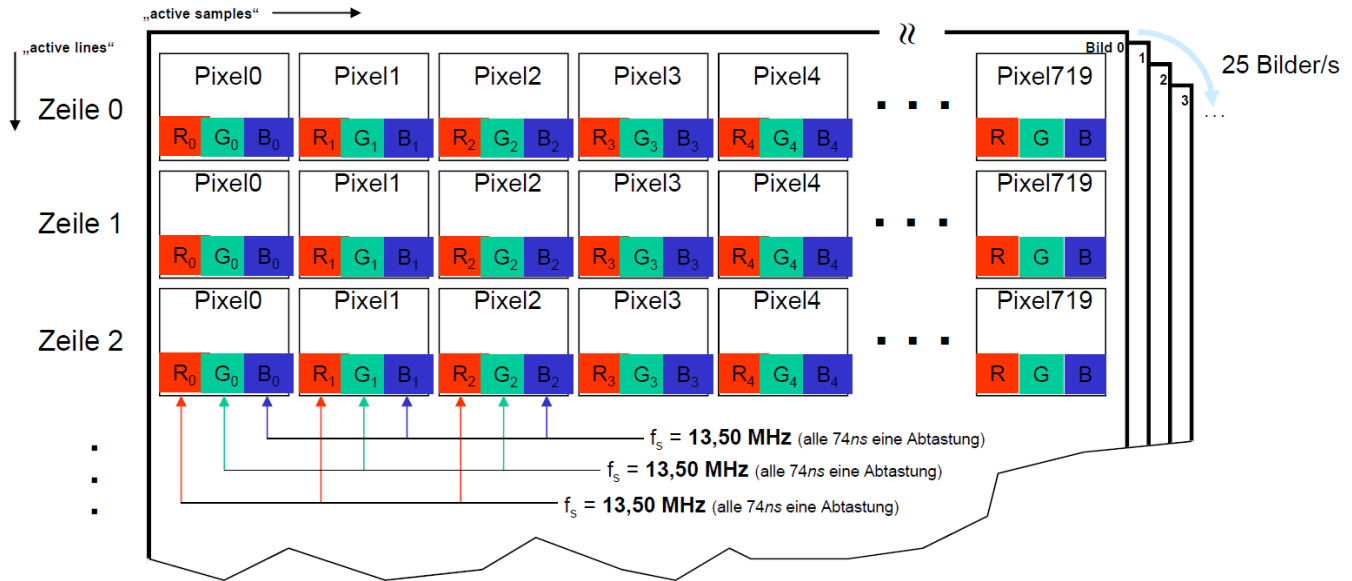 „active samples“
„active lines“
Bild 0
1
2
3
25 Bilder/s
...
Zeile 0
Pixel0 Pixel1 Pixel2 Pixel3 Pixel4 ... Pixel719
R0 G0 B0 R1 G1 B1 R2 G2 B2 R3 G3 B3 R4 G4 B4 R G B
Zeile 1
Pixel0 Pixel1 Pixel2 Pixel3 Pixel4 ... Pixel719
R0 G0 B0 R1 G1 B1 R2 G2 B2 R3 G3 B3 R4 G4 B4 R G B
Zeile 2
Pixel0 Pixel1 Pixel2 Pixel3 Pixel4 ... Pixel719
R0 G0 B0 R1 G1 B1 R2 G2 B2 R3 G3 B3 R4 G4 B4 R G B
fs = 13,50 MHz (alle 74ns eine Abtastung)
fs = 13,50 MHz (alle 74ns eine Abtastung)
fs = 13,50 MHz (alle 74ns eine Abtastung)